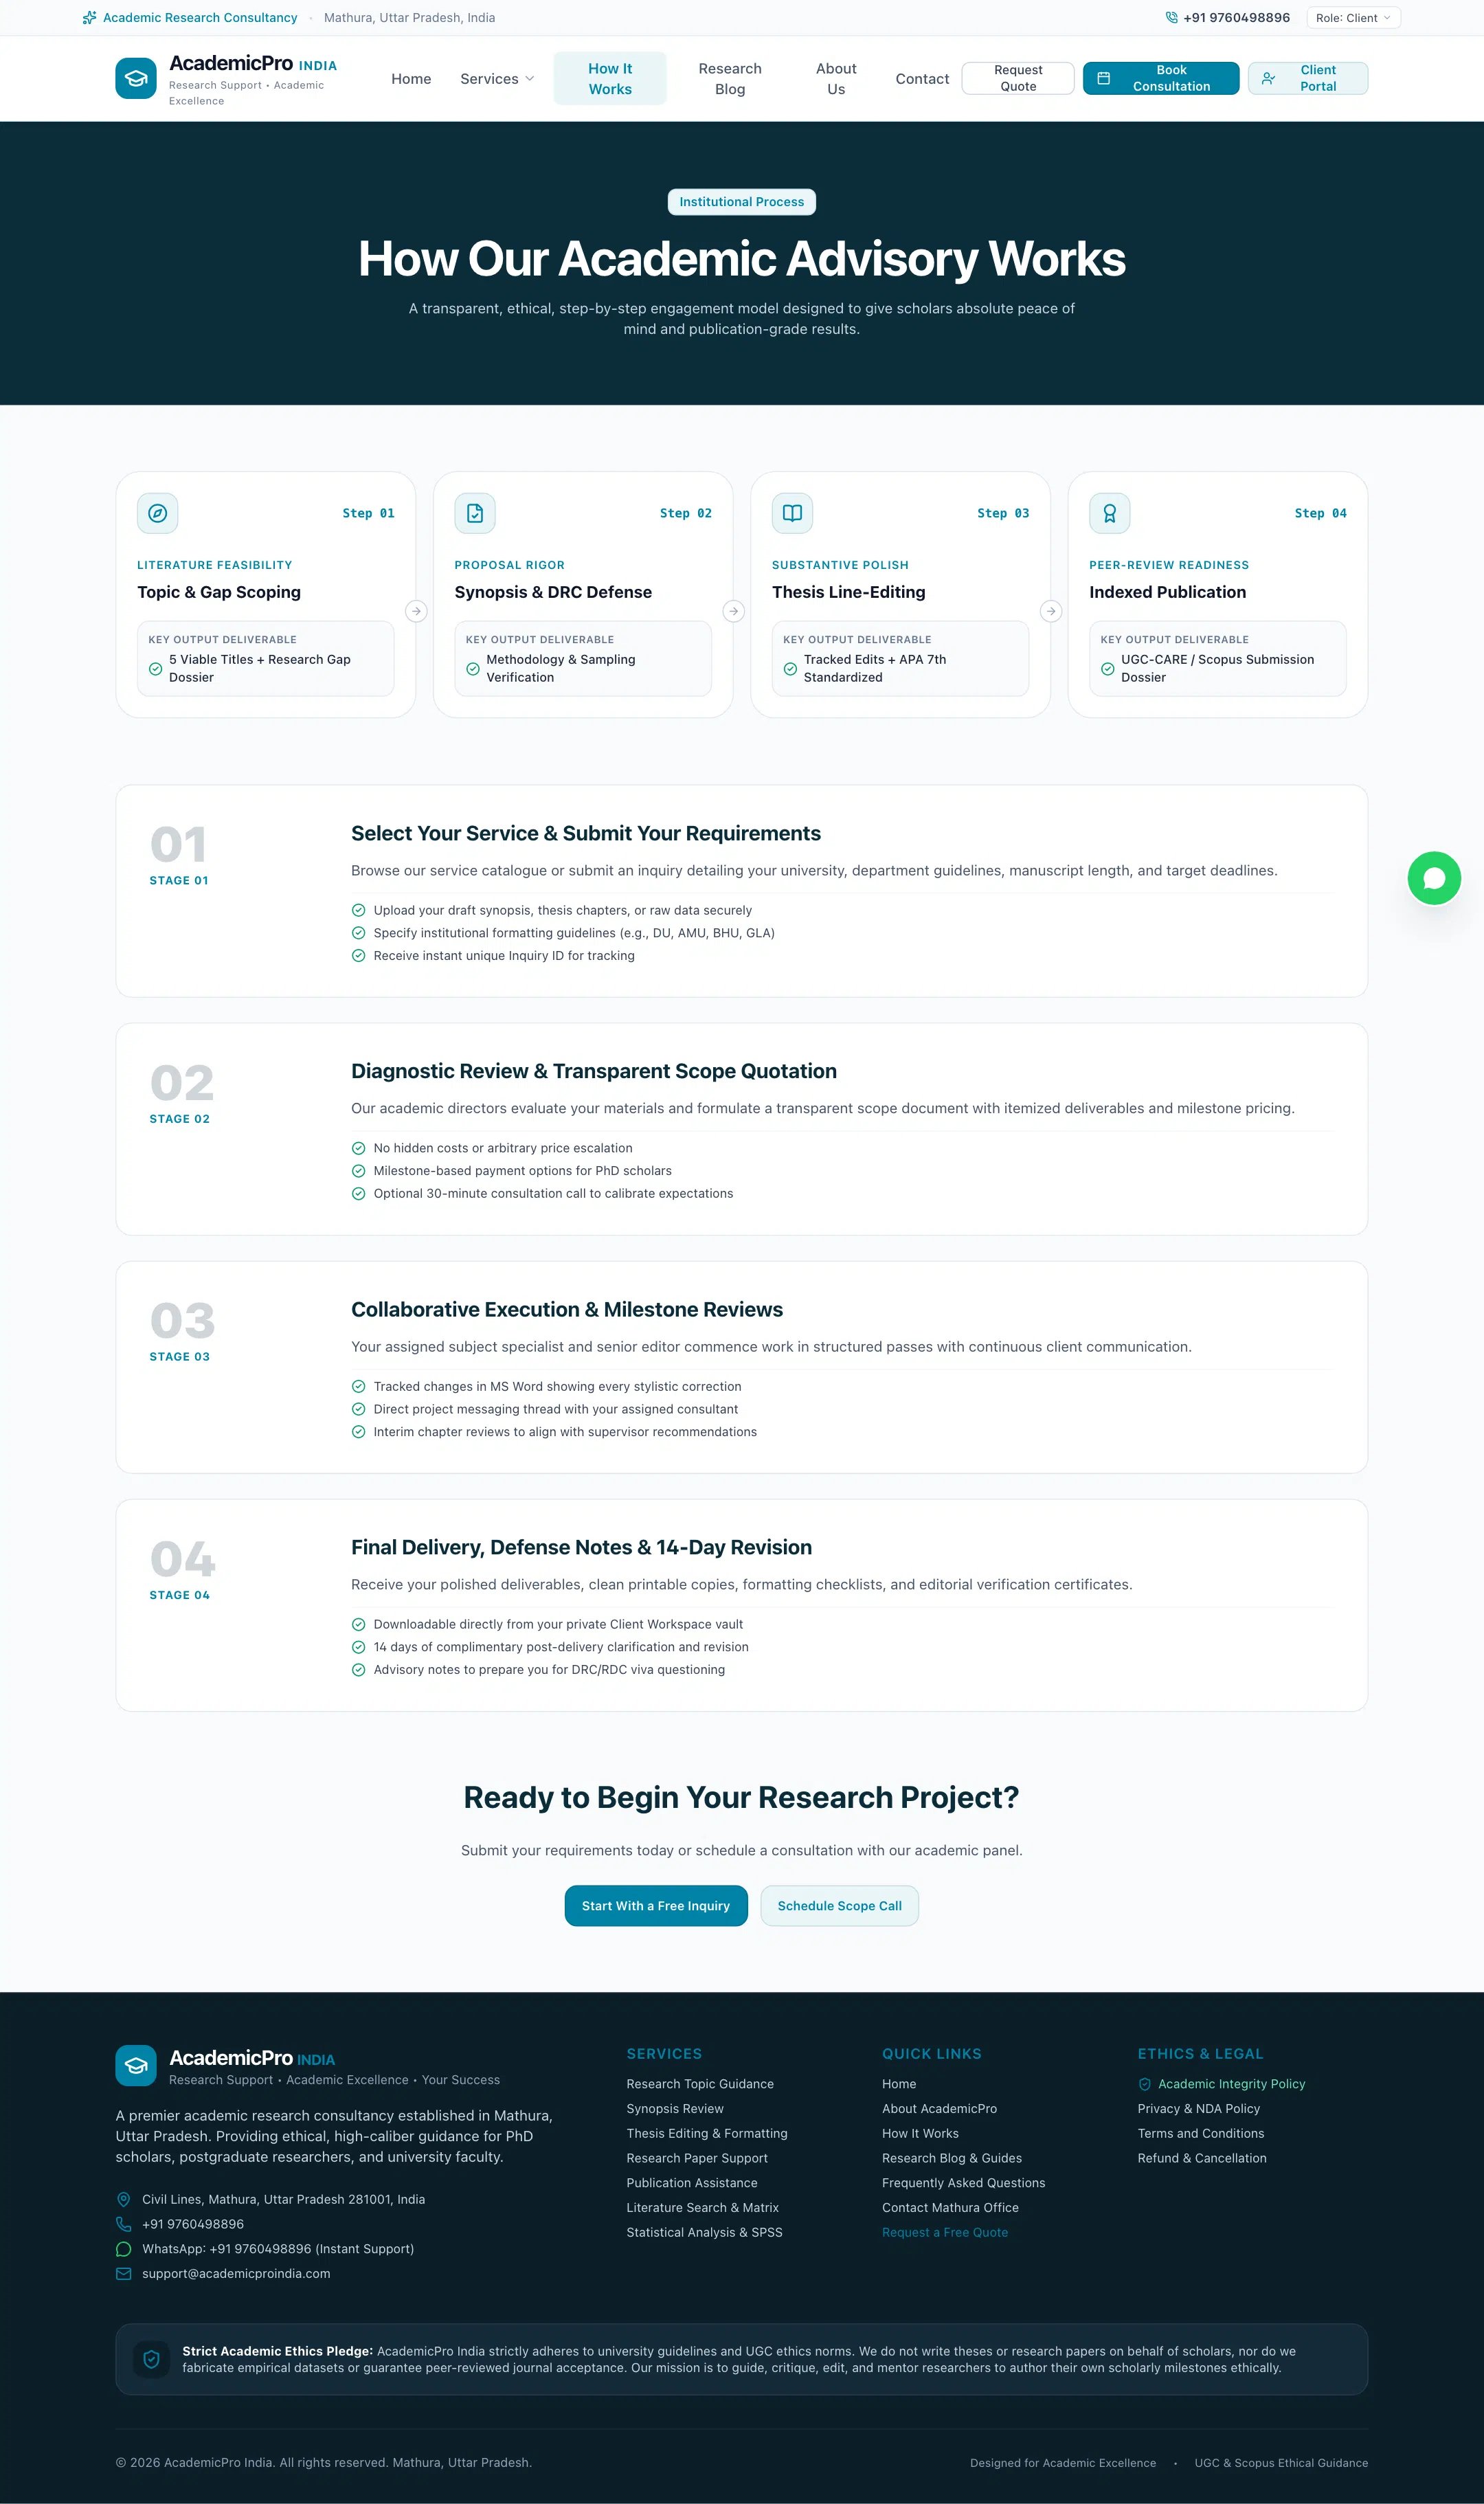 Academic Research Consultancy · Mathura, Uttar Pradesh, India
+91 9760498896
Role: Client
AcademicPro INDIA
Research Support • Academic
Excellence
Home
Services
How It
Works
Research
Blog
About
Us
Contact
Request
Quote
Book
Consultation
Client
Portal
Institutional Process
How Our Academic Advisory Works
A transparent, ethical, step-by-step engagement model designed to give scholars absolute peace of
mind and publication-grade results.
Step 01
LITERATURE FEASIBILITY
Topic & Gap Scoping
KEY OUTPUT DELIVERABLE
5 Viable Titles + Research Gap
Dossier
Step 02
PROPOSAL RIGOR
Synopsis & DRC Defense
KEY OUTPUT DELIVERABLE
Methodology & Sampling
Verification
Step 03
SUBSTANTIVE POLISH
Thesis Line-Editing
KEY OUTPUT DELIVERABLE
Tracked Edits + APA 7th
Standardized
Step 04
PEER-REVIEW READINESS
Indexed Publication
KEY OUTPUT DELIVERABLE
UGC-CARE / Scopus Submission
Dossier
01
STAGE 01
Select Your Service & Submit Your Requirements
Browse our service catalogue or submit an inquiry detailing your university, department guidelines, manuscript length, and target deadlines.
Upload your draft synopsis, thesis chapters, or raw data securely
Specify institutional formatting guidelines (e.g., DU, AMU, BHU, GLA)
Receive instant unique Inquiry ID for tracking
02
STAGE 02
Diagnostic Review & Transparent Scope Quotation
Our academic directors evaluate your materials and formulate a transparent scope document with itemized deliverables and milestone pricing.
No hidden costs or arbitrary price escalation
Milestone-based payment options for PhD scholars
Optional 30-minute consultation call to calibrate expectations
03
STAGE 03
Collaborative Execution & Milestone Reviews
Your assigned subject specialist and senior editor commence work in structured passes with continuous client communication.
Tracked changes in MS Word showing every stylistic correction
Direct project messaging thread with your assigned consultant
Interim chapter reviews to align with supervisor recommendations
04
STAGE 04
Final Delivery, Defense Notes & 14-Day Revision
Receive your polished deliverables, clean printable copies, formatting checklists, and editorial verification certificates.
Downloadable directly from your private Client Workspace vault
14 days of complimentary post-delivery clarification and revision
Advisory notes to prepare you for DRC/RDC viva questioning
Ready to Begin Your Research Project?
Submit your requirements today or schedule a consultation with our academic panel.
Start With a Free Inquiry
Schedule Scope Call
AcademicPro INDIA
Research Support • Academic Excellence • Your Success
A premier academic research consultancy established in Mathura,
Uttar Pradesh. Providing ethical, high-caliber guidance for PhD
scholars, postgraduate researchers, and university faculty.
Civil Lines, Mathura, Uttar Pradesh 281001, India
+91 9760498896
WhatsApp: +91 9760498896 (Instant Support)
support@academicproindia.com
SERVICES
Research Topic Guidance
Synopsis Review
Thesis Editing & Formatting
Research Paper Support
Publication Assistance
Literature Search & Matrix
Statistical Analysis & SPSS
QUICK LINKS
Home
About AcademicPro
How It Works
Research Blog & Guides
Frequently Asked Questions
Contact Mathura Office
Request a Free Quote
ETHICS & LEGAL
Academic Integrity Policy
Privacy & NDA Policy
Terms and Conditions
Refund & Cancellation
Strict Academic Ethics Pledge: AcademicPro India strictly adheres to university guidelines and UGC ethics norms. We do not write theses or research papers on behalf of scholars, nor do we
fabricate empirical datasets or guarantee peer-reviewed journal acceptance. Our mission is to guide, critique, edit, and mentor researchers to author their own scholarly milestones ethically.
© 2026 AcademicPro India. All rights reserved. Mathura, Uttar Pradesh.
Designed for Academic Excellence • UGC & Scopus Ethical Guidance